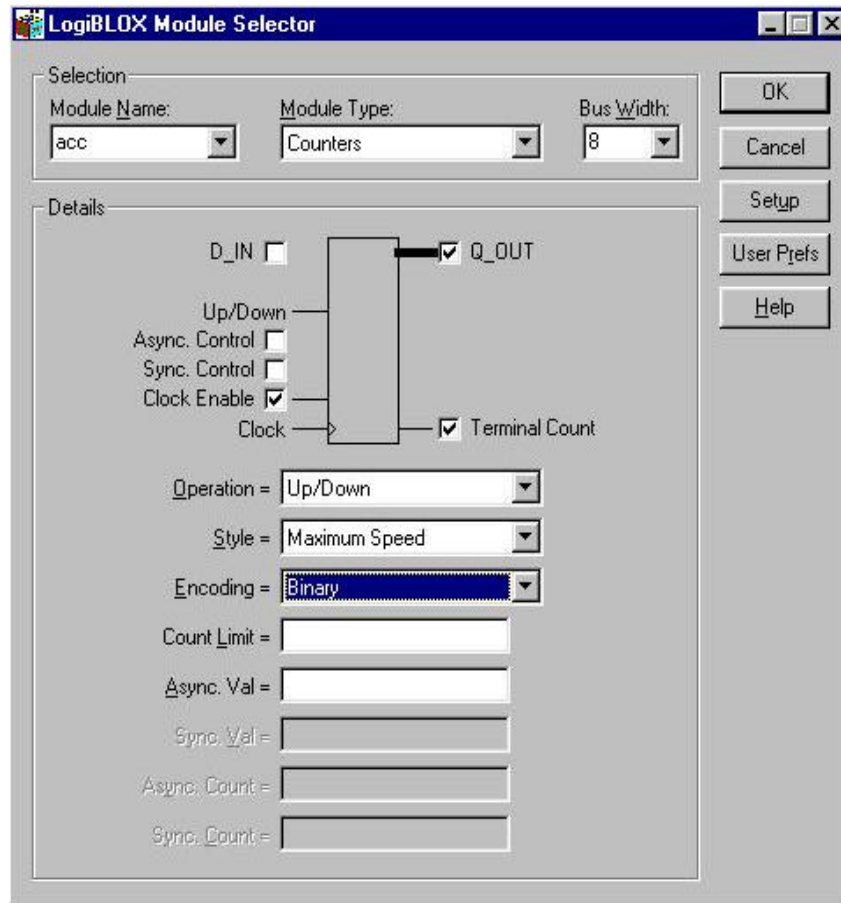 LogiBLOX Module Selector
Selection
Module Name:
Module Type:
Bus Width:
acc
Counters
8
OK
Cancel
Setup
User Prefs
Help
Details
D_IN
Q_OUT
Up/Down
Async. Control
Sync. Control
Clock Enable
Clock
Terminal Count
Operation = Up/Down
Style = Maximum Speed
Encoding = Binary
Count Limit =
Async. Val =
Sync. Val =
Async. Count =
Sync. Count =